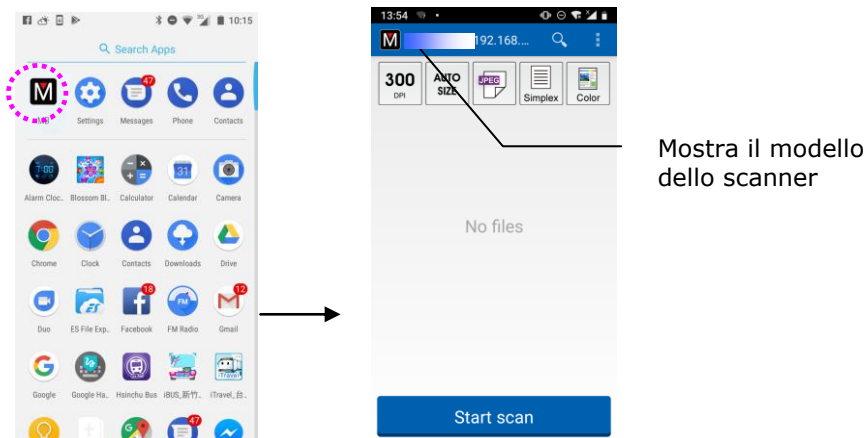 10:15
Search Apps
47
Settings
Messages
Phone
Contacts
Alarm Cloc..
Blossom Bl..
Calculator
Calendar
Camera
Chrome
Clock
Contacts
Downloads
Drive
18
12
Duo
ES File Exp..
Facebook
FM Radio
Gmail
Google
Google Ha..
Hsinchu Bus
iBUS_新竹..
iTravel_台..
47
13:54
192.168....
300
DPI
AUTO
SIZE
JPEG
Simplex
Color
No files
Start scan
Mostra il modello
dello scanner